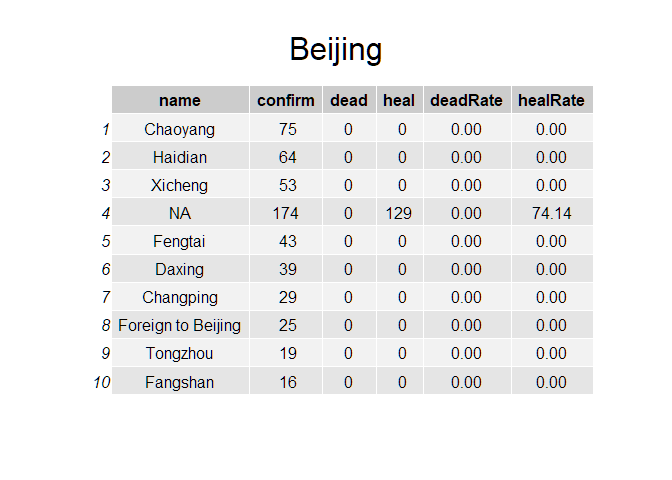 Beijing
name confirm dead heal deadRate healRate
1 Chaoyang 75 0 0 0.00 0.00
2 Haidian 64 0 0 0.00 0.00
3 Xicheng 53 0 0 0.00 0.00
4 NA 174 0 129 0.00 74.14
5 Fengtai 43 0 0 0.00 0.00
6 Daxing 39 0 0 0.00 0.00
7 Changping 29 0 0 0.00 0.00
8 Foreign to Beijing 25 0 0 0.00 0.00
9 Tongzhou 19 0 0 0.00 0.00
10 Fangshan 16 0 0 0.00 0.00